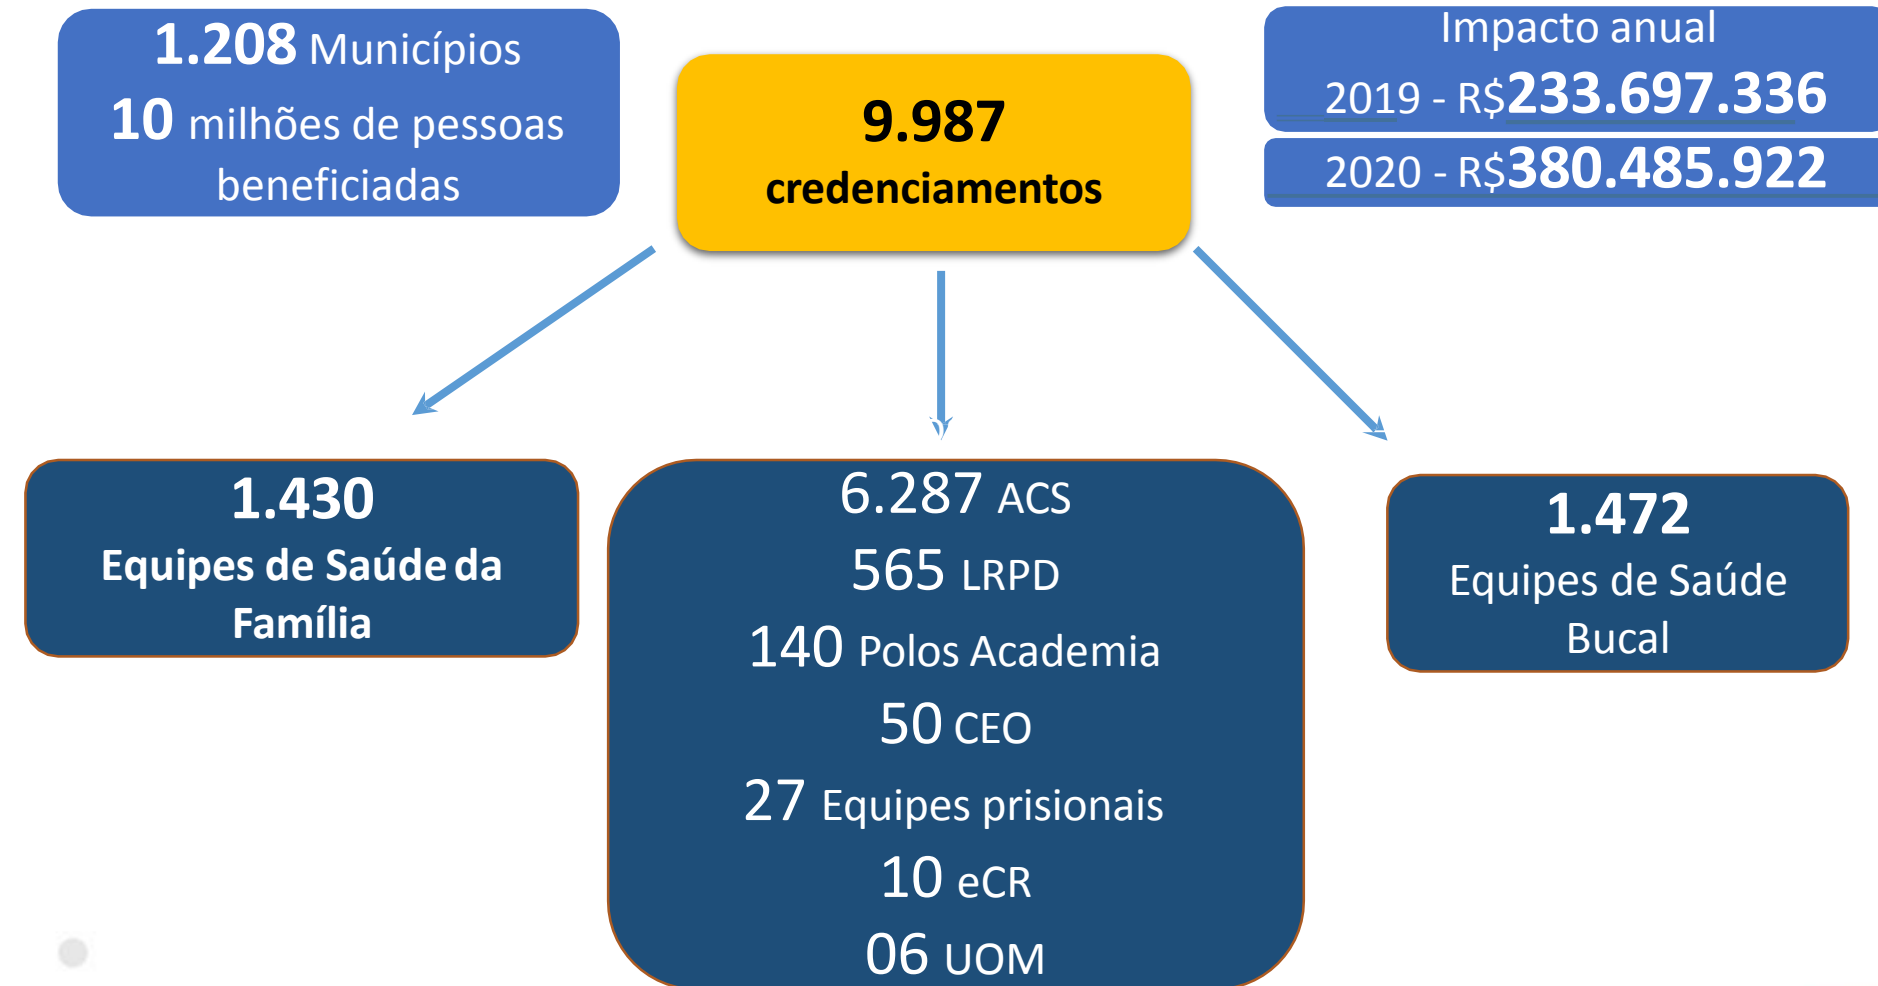 1.208 Municípios
10 milhões de pessoas
beneficiadas
9.987
credenciamentos
Impacto anual
2019 - R$233.697.336
2020 - R$380.485.922
1.430
Equipes de Saúde da
Família
6.287 ACS
565 LRPD
140 Polos Academia
50 CEO
27 Equipes prisionais
10 eCR
06 UOM
1.472
Equipes de Saúde
Bucal